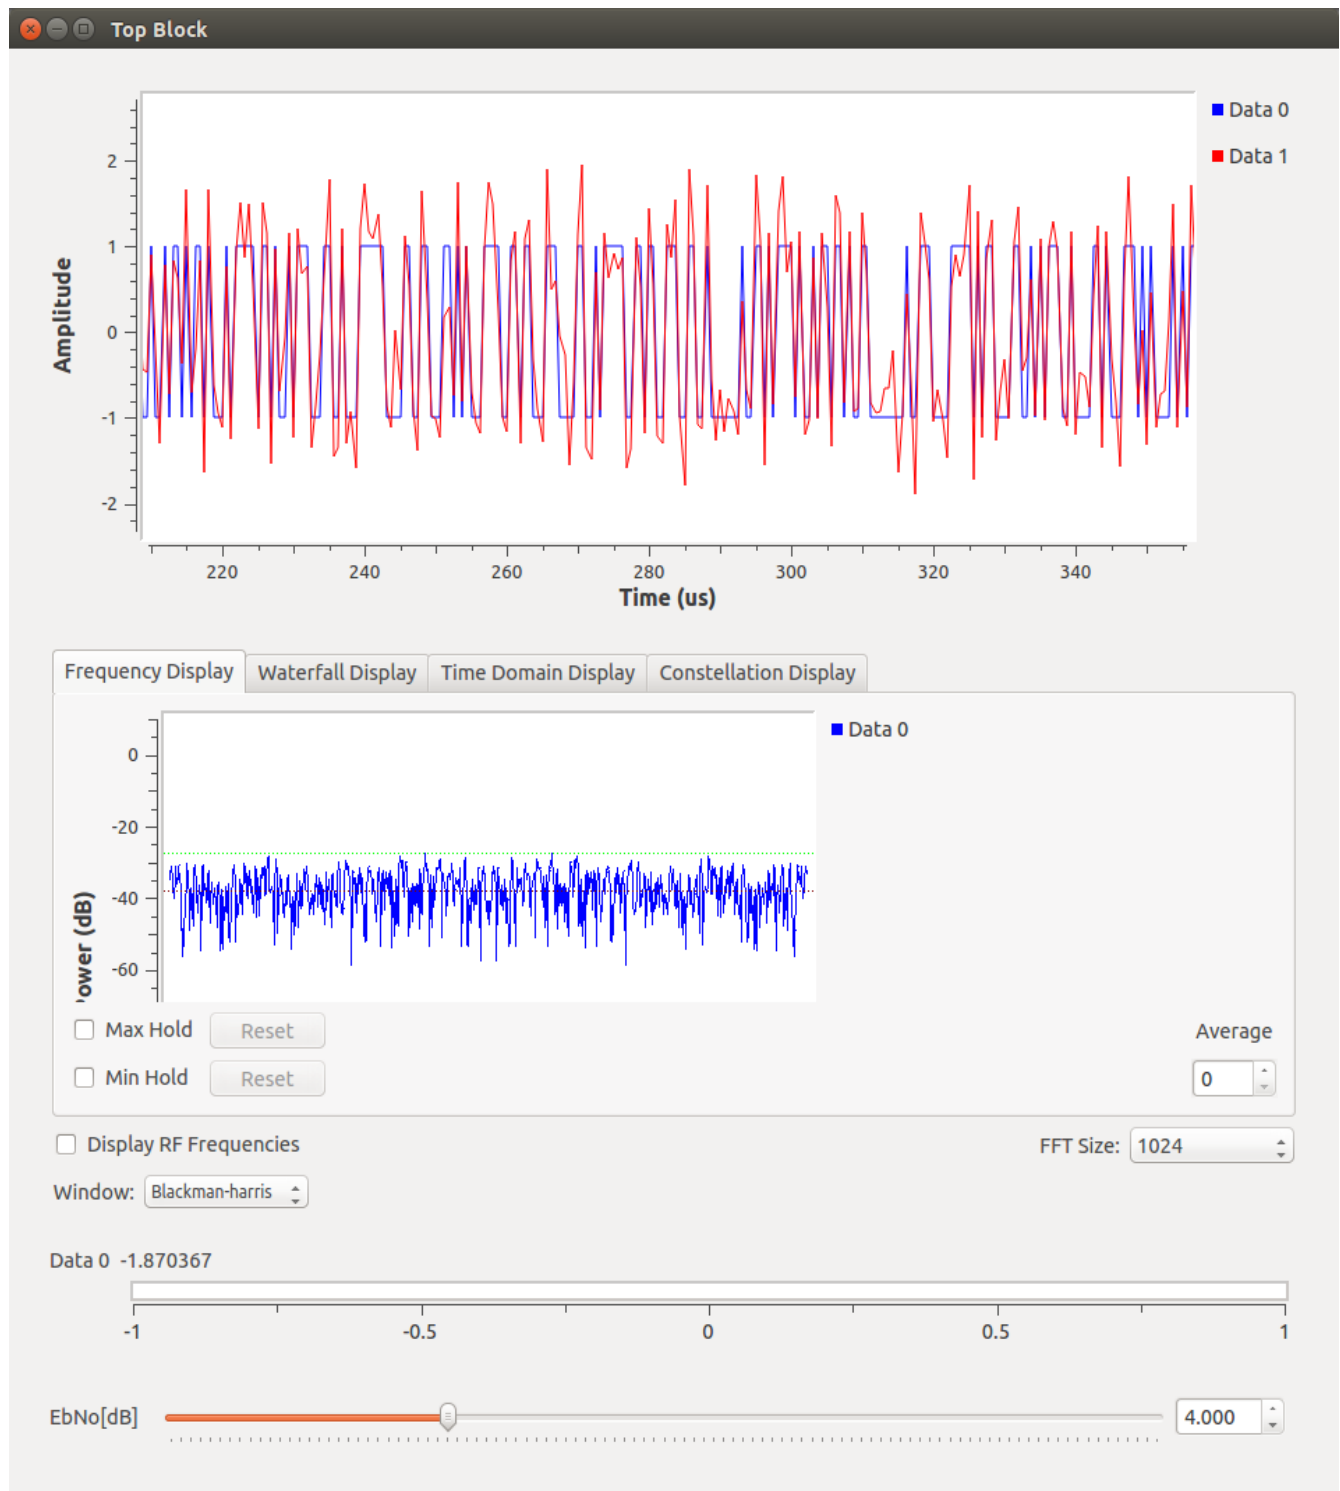 Top Block
Data 0
Data 1
2
1
0
-1
-2
Amplitude
220 240 260 280 300 320 340
Time (us)
Frequency Display Waterfall Display Time Domain Display Constellation Display
Data 0
0
-20
-40
-60
Power (dB)
Max Hold Reset
Average
Min Hold Reset
0
Display RF Frequencies
FFT Size: 1024
Window: Blackman-harris
Data 0 -1.870367
-1 -0.5 0 0.5 1
EbNo[dB] 4.000